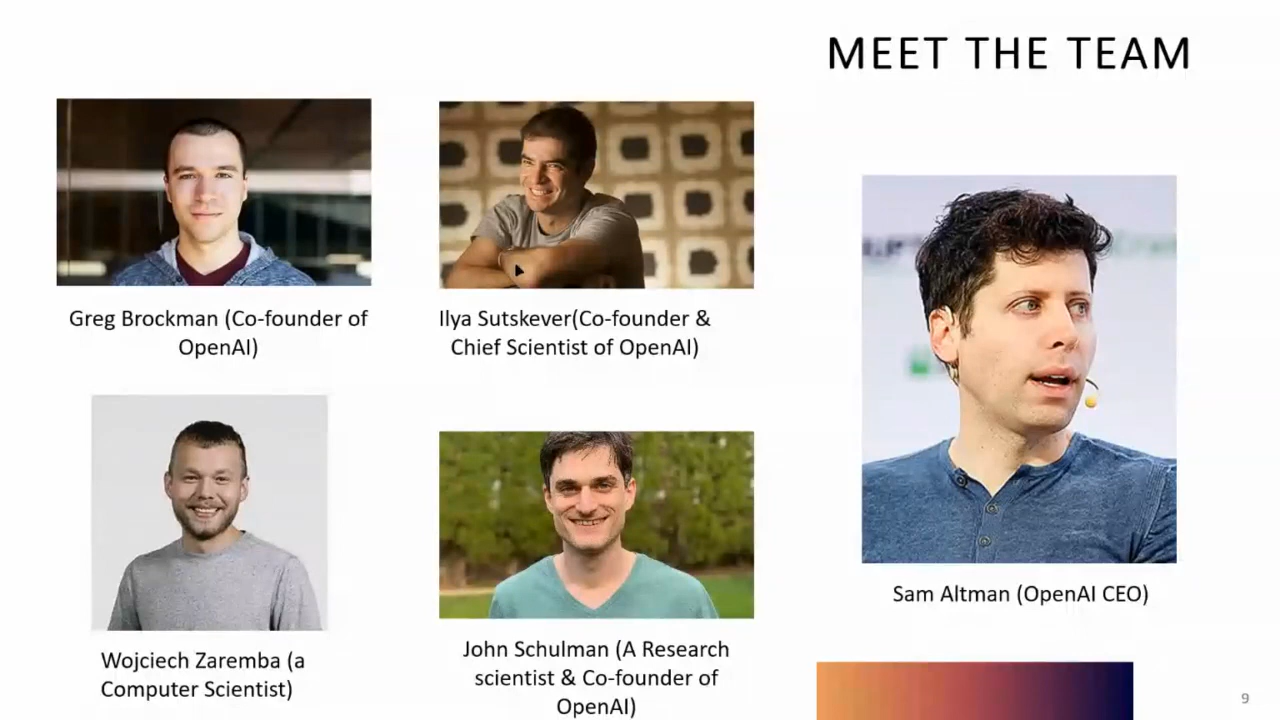 MEET THE TEAM
Greg Brockman (Co-founder of
OpenAI)
Ilya Sutskever(Co-founder &
Chief Scientist of OpenAI)
Wojciech Zaremba (a
Computer Scientist)
John Schulman (A Research
scientist & Co-founder of
OpenAI)
Sam Altman (OpenAI CEO)
9